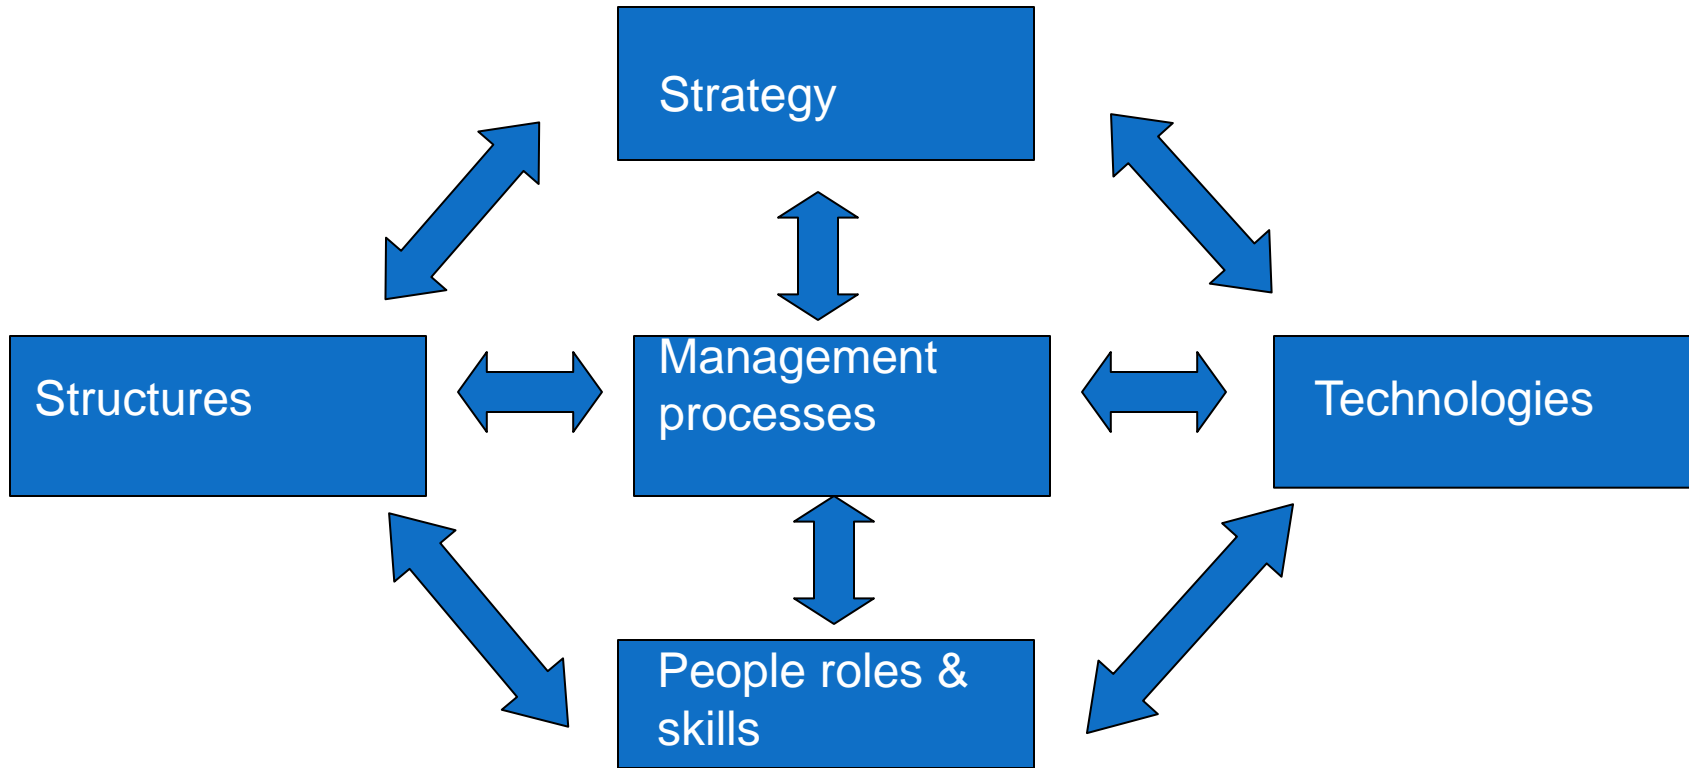 Strategy
Structures
Management
processes
Technologies
People roles &
skills